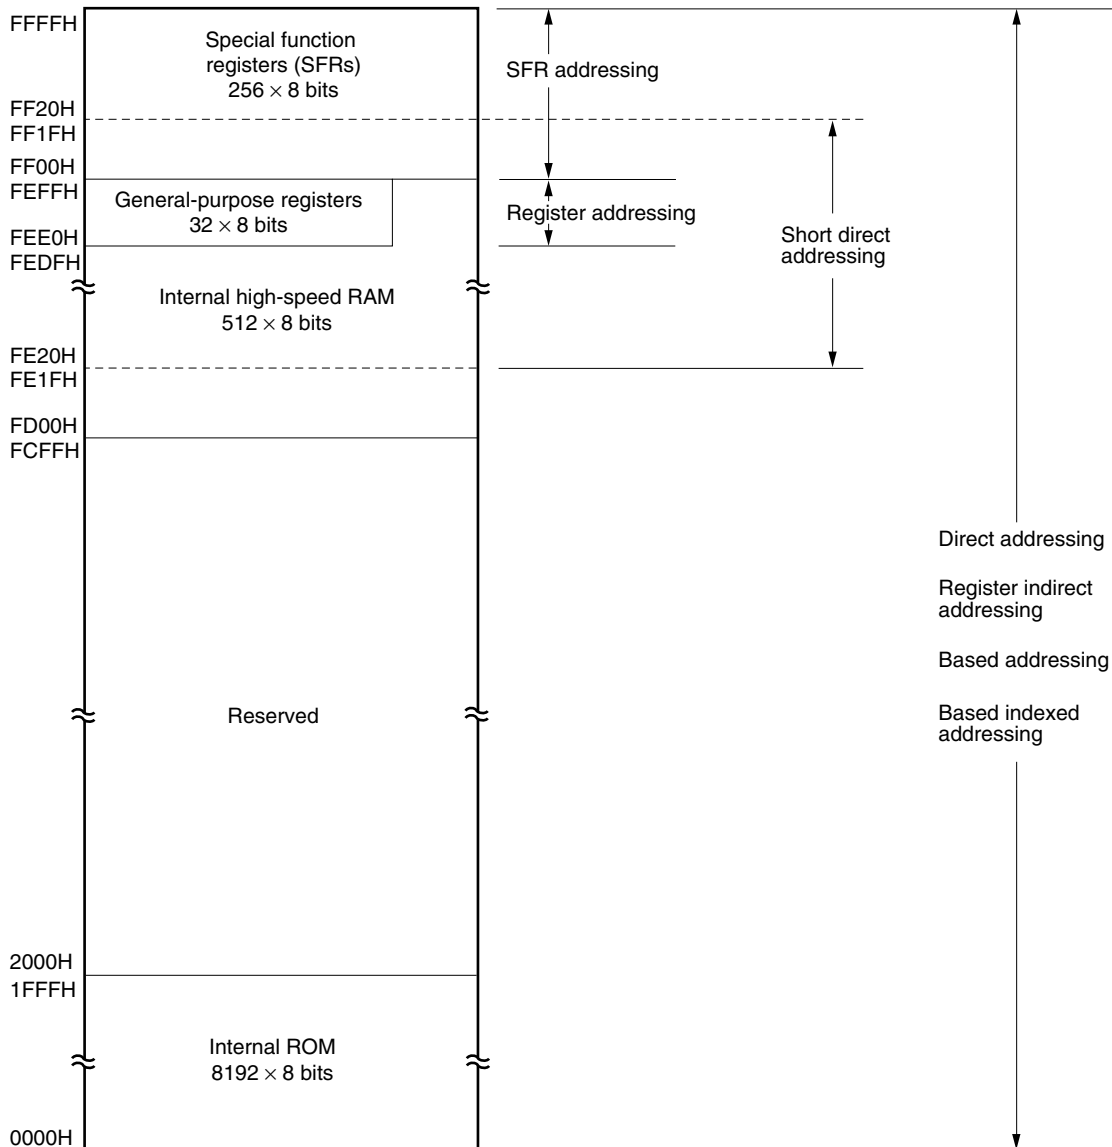 FFFFH
Special function
registers (SFRs)
256 × 8 bits
SFR addressing
FF20H
FF1FH
FF00H
FEFFH
General-purpose registers
32 × 8 bits
Register addressing
Short direct
addressing
FEE0H
FEDFH
Internal high-speed RAM
512 × 8 bits
FE20H
FE1FH
FD00H
FCFFH
Direct addressing
Register indirect
addressing
Based addressing
Based indexed
addressing
Reserved
2000H
1FFFH
Internal ROM
8192 × 8 bits
0000H